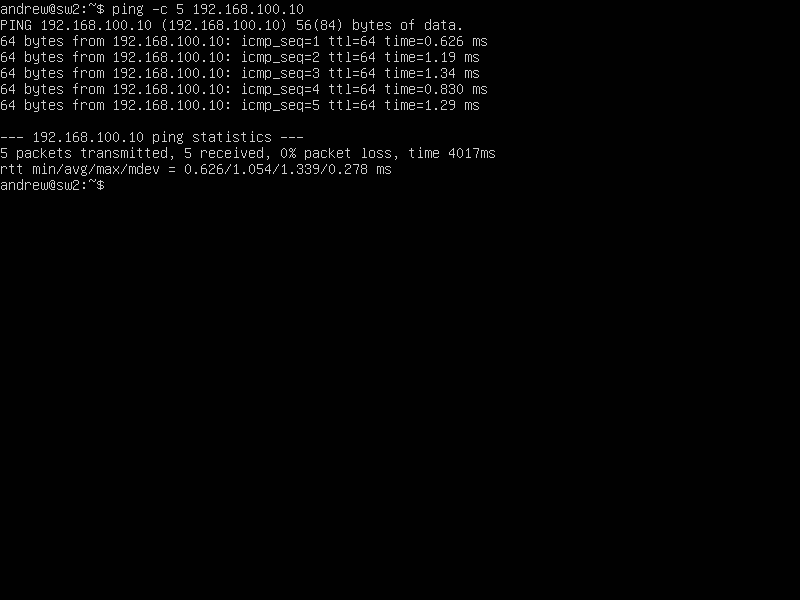 andrew@sw2:~$ ping -c 5 192.168.100.10
PING 192.168.100.10 (192.168.100.10) 56(84) bytes of data.
64 bytes from 192.168.100.10: icmp_seq=1 ttl=64 time=0.626 ms
64 bytes from 192.168.100.10: icmp_seq=2 ttl=64 time=1.19 ms
64 bytes from 192.168.100.10: icmp_seq=3 ttl=64 time=1.34 ms
64 bytes from 192.168.100.10: icmp_seq=4 ttl=64 time=0.830 ms
64 bytes from 192.168.100.10: icmp_seq=5 ttl=64 time=1.29 ms

--- 192.168.100.10 ping statistics ---
5 packets transmitted, 5 received, 0% packet loss, time 4017ms
rtt min/avg/max/mdev = 0.626/1.054/1.339/0.278 ms
andrew@sw2:~$